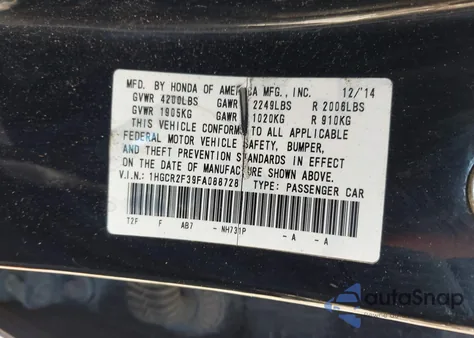 MFD. BY HONDA OF AMERICA MFG., INC. 12/'14
GVWR 4200LBS GAWR F 2249LBS R 2006LBS
GVWR 1905KG GAWR F 1020KG R 910KG
THIS VEHICLE CONFORMS TO ALL APPLICABLE
FEDERAL MOTOR VEHICLE SAFETY, BUMPER,
AND THEFT PREVENTION STANDARDS IN EFFECT
ON THE DATE OF MANUFACTURE SHOWN ABOVE.
V.I.N.: 1HGCR2F39FA088728 TYPE: PASSENGER CAR
T2F F AB7 - NH731P - A - A
autoSnap